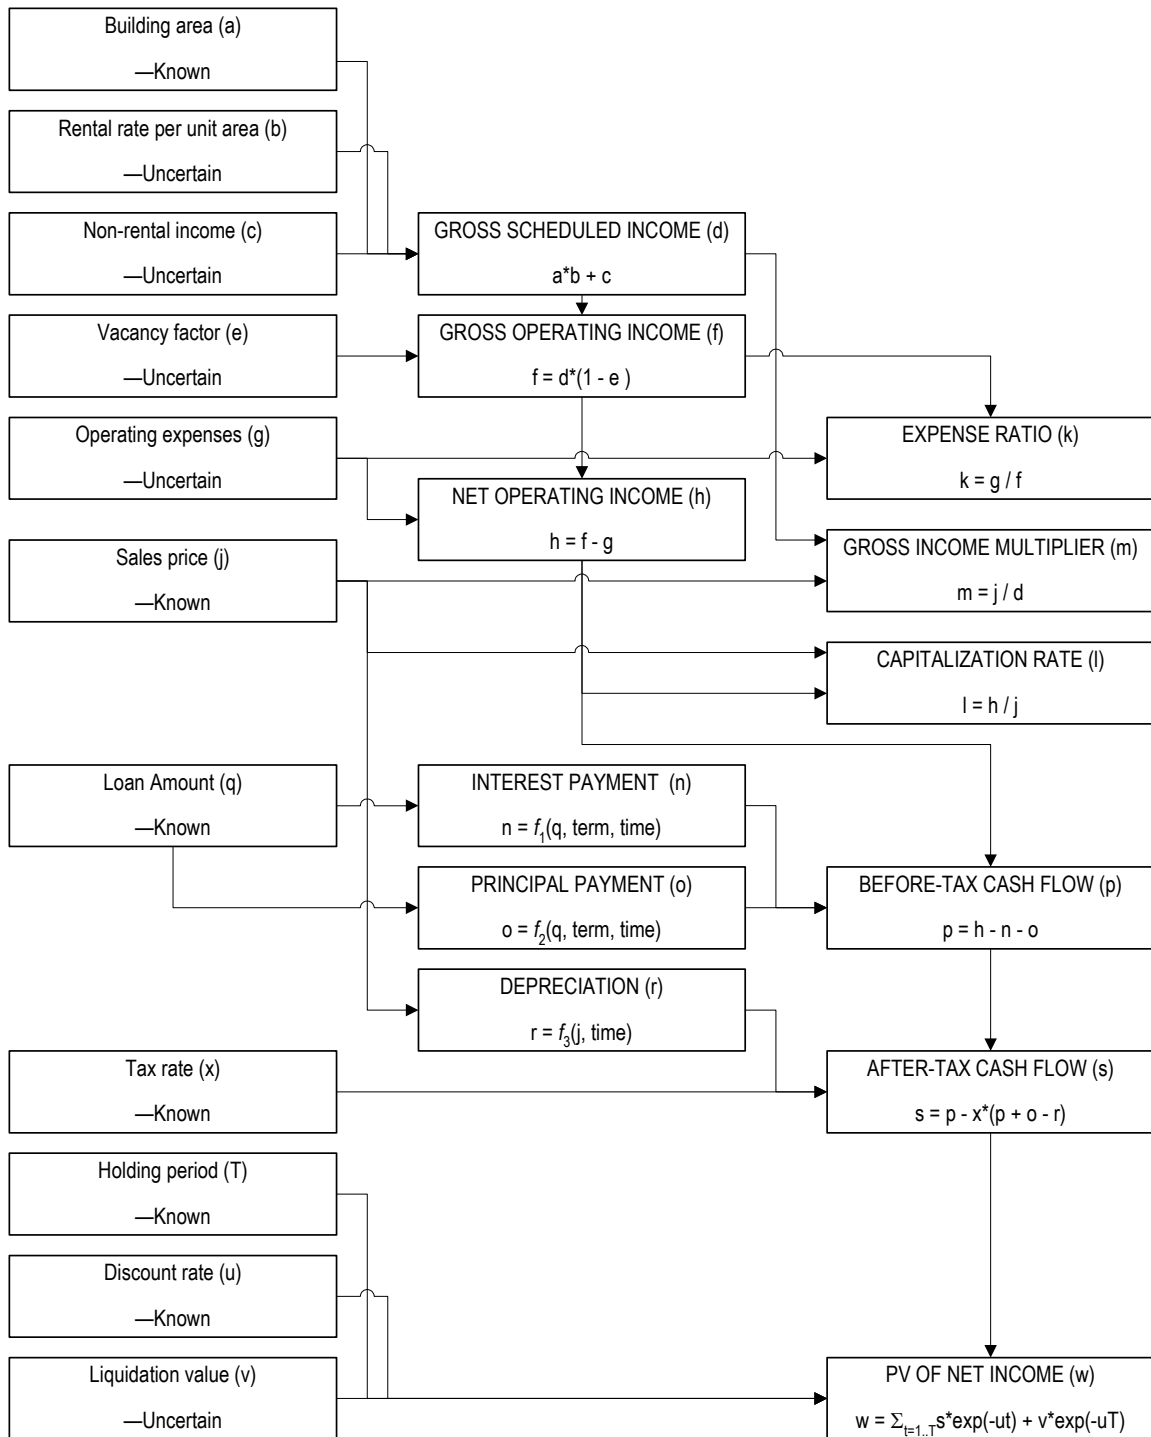 Building area (a)
—Known
Rental rate per unit area (b)
—Uncertain
Non-rental income (c)
—Uncertain
GROSS SCHEDULED INCOME (d)
a*b + c
Vacancy factor (e)
—Uncertain
GROSS OPERATING INCOME (f)
f = d*(1 - e )
Operating expenses (g)
—Uncertain
EXPENSE RATIO (k)
k = g / f
NET OPERATING INCOME (h)
h = f - g
Sales price (j)
—Known
GROSS INCOME MULTIPLIER (m)
m = j / d
CAPITALIZATION RATE (l)
l = h / j
Loan Amount (q)
—Known
INTEREST PAYMENT (n)
n = f1(q, term, time)
PRINCIPAL PAYMENT (o)
o = f2(q, term, time)
BEFORE-TAX CASH FLOW (p)
p = h - n - o
DEPRECIATION (r)
r = f3(j, time)
Tax rate (x)
—Known
AFTER-TAX CASH FLOW (s)
s = p - x*(p + o - r)
Holding period (T)
—Known
Discount rate (u)
—Known
Liquidation value (v)
—Uncertain
PV OF NET INCOME (w)
w = Σt=1..Ts*exp(-ut) + v*exp(-uT)